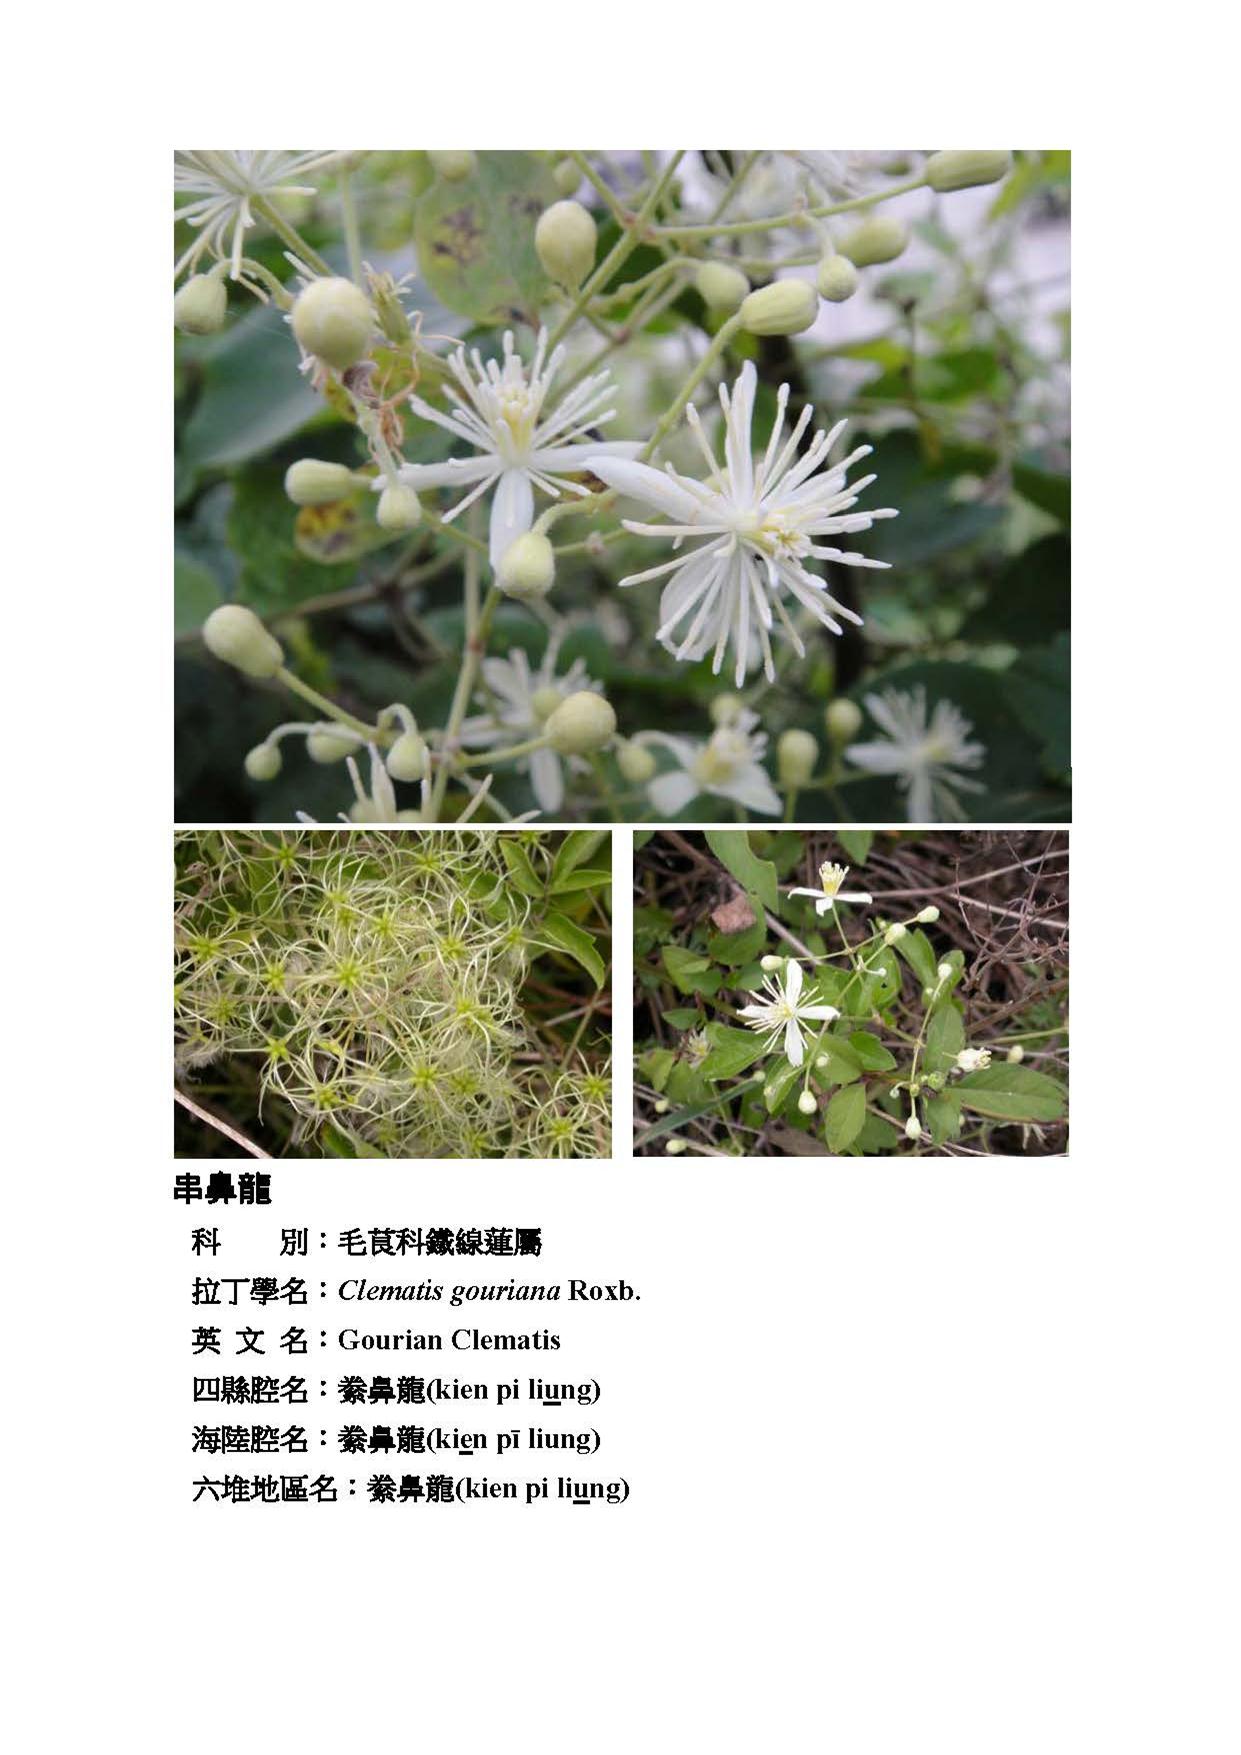 串鼻龍
科　　別：毛茛科鐵線蓮屬
拉丁學名：Clematis gouriana Roxb.
英 文 名：Gourian Clematis
四縣腔名：豢鼻龍(kien pi liung)
海陸腔名：豢鼻龍(kien pī liung)
六堆地區名：豢鼻龍(kien pi liung)